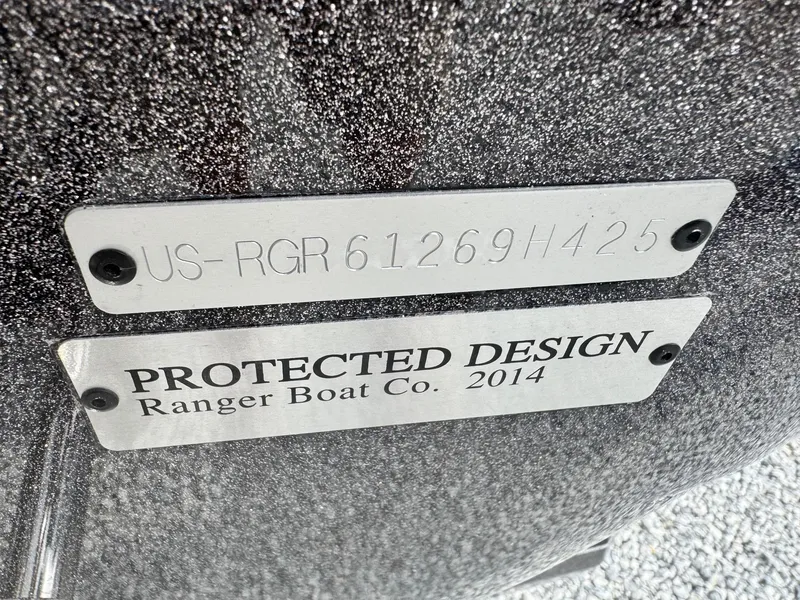 US-RGR61269H425
PROTECTED DESIGN
Ranger Boat Co. 2014